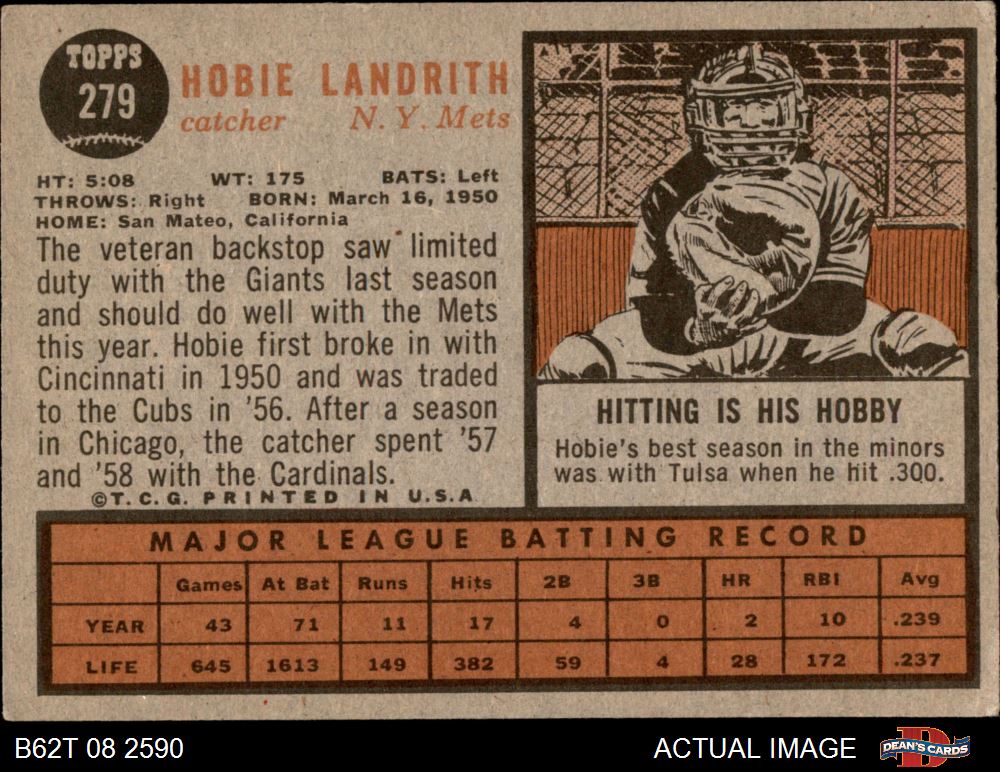 TOPPS
279
HOBIE LANDRITH
catcher N. Y. Mets
HT: 5:08 WT: 175 BATS: Left
THROWS: Right BORN: March 16, 1950
HOME: San Mateo, California
The veteran backstop saw limited
duty with the Giants last season
and should do well with the Mets
this year. Hobie first broke in with
Cincinnati in 1950 and was traded
to the Cubs in '56. After a season
in Chicago, the catcher spent '57
and '58 with the Cardinals.
©T.C.G. PRINTED IN U.S.A
HITTING IS HIS HOBBY
Hobie's best season in the minors
was with Tulsa when he hit .300.
MAJOR LEAGUE BATTING RECORD
Games At Bat Runs Hits 2B 3B HR RBI Avg
YEAR 43 71 11 17 4 0 2 10 .239
LIFE 645 1613 149 382 59 4 28 172 .237
B62T 08 2590 ACTUAL IMAGE D DEAN'S CARDS